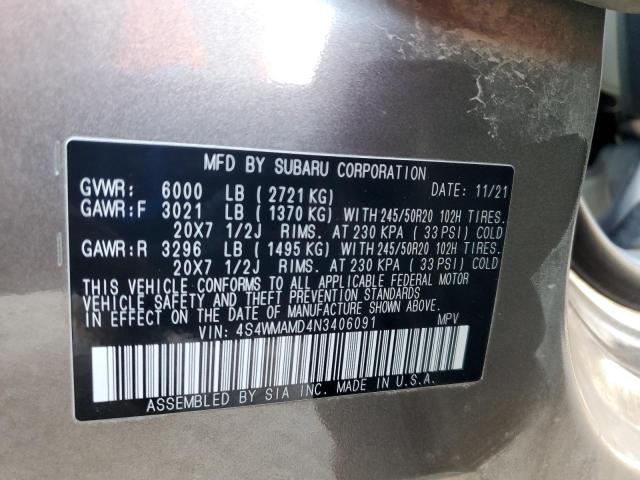 MFD BY SUBARU CORPORATION
GVWR: 6000 LB (2721 KG) DATE: 11/21
GAWR:F 3021 LB (1370 KG) WITH 245/50R20 102H TIRES.
20X7 1/2J RIMS. AT 230 KPA (33 PSI) COLD
GAWR:R 3296 LB (1495 KG) WITH 245/50R20 102H TIRES.
20X7 1/2J RIMS. AT 230 KPA (33 PSI) COLD
THIS VEHICLE CONFORMS TO ALL APPLICABLE FEDERAL MOTOR
VEHICLE SAFETY AND THEFT PREVENTION STANDARDS
IN EFFECT ON THE DATE OF MANUFACTURE SHOWN ABOVE.
VIN: 4S4WMAMD4N3406091 MPV
ASSEMBLED BY SIA INC. MADE IN U.S.A.